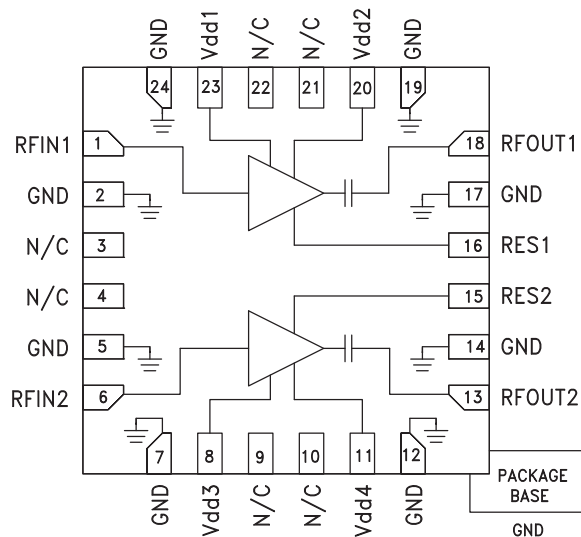 GND Vdd1 N/C N/C Vdd2 GND
24 23 22 21 20 19
RFIN1 1 18 RFOUT1
GND 2 17 GND
N/C 3 16 RES1
N/C 4 15 RES2
GND 5 14 GND
RFIN2 6 13 RFOUT2
7 8 9 10 11 12
GND Vdd3 N/C N/C Vdd4 GND
PACKAGE
BASE
GND